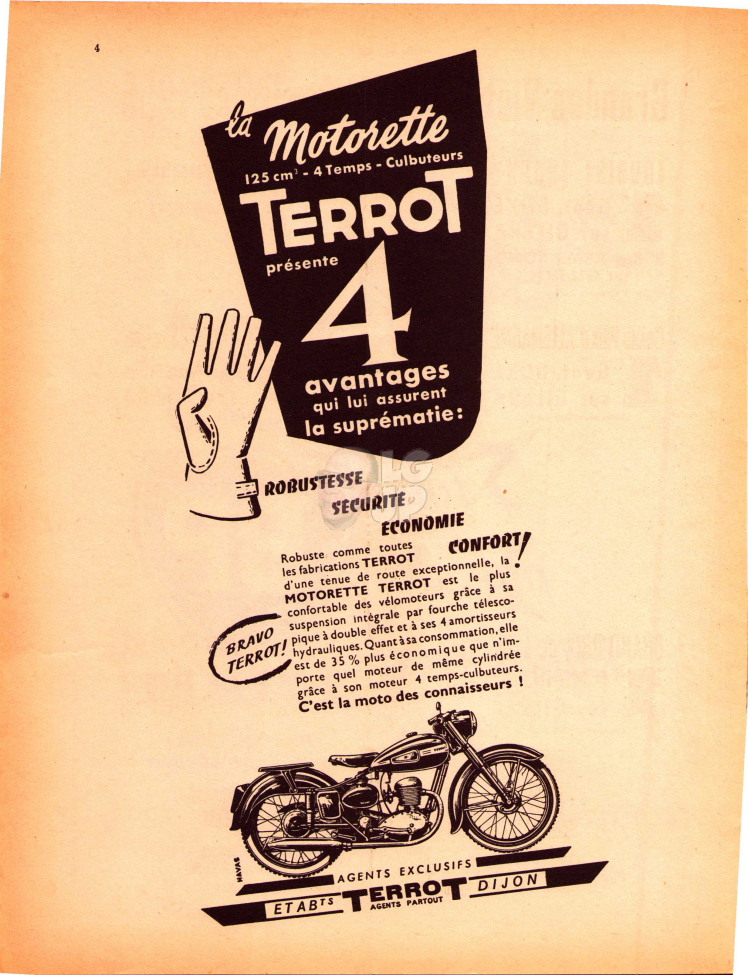 4
la Motorette
125 cm³ - 4 Temps - Culbuteurs
TERROT
présente
4
avantages
qui lui assurent
la suprématie :
ROBUSTESSE
SÉCURITÉ
ÉCONOMIE
CONFORT !
Robuste comme toutes
les fabrications TERROT
d'une tenue de route exceptionnelle, la
MOTORETTE TERROT est le plus
confortable des vélomoteurs grâce à sa
suspension intégrale par fourche télesco-
pique à double effet et à ses 4 amortisseurs
hydrauliques. Quant à sa consommation, elle
est de 35 % plus économique que n'im-
porte quel moteur de même cylindrée
grâce à son moteur 4 temps-culbuteurs.
C'est la moto des connaisseurs !
BRAVO
TERROT!
HAVAS
AGENTS EXCLUSIFS
ETABTS TERROT DIJON
AGENTS PARTOUT
LG
UP